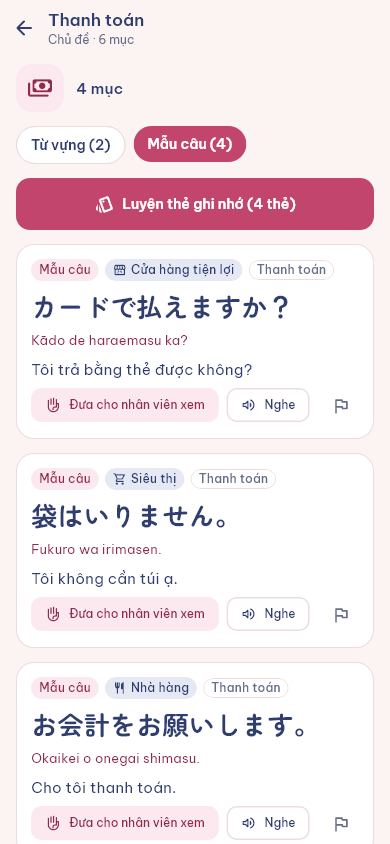 Thanh toán
Chủ đề · 6 mục
4 mục
Từ vựng (2)
Mẫu câu (4)
Luyện thẻ ghi nhớ (4 thẻ)
Mẫu câu
Cửa hàng tiện lợi
Thanh toán
カードで払えますか？
Kādo de haraemasu ka?
Tôi trả bằng thẻ được không?
Đưa cho nhân viên xem
Nghe
Mẫu câu
Siêu thị
Thanh toán
袋はいりません。
Fukuro wa irimasen.
Tôi không cần túi ạ.
Đưa cho nhân viên xem
Nghe
Mẫu câu
Nhà hàng
Thanh toán
お会計をお願いします。
Okaikei o onegai shimasu.
Cho tôi thanh toán.
Đưa cho nhân viên xem
Nghe